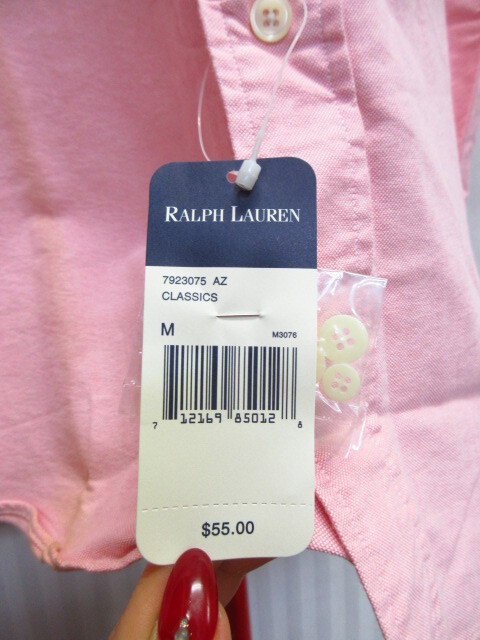 RALPH LAUREN
7923075 AZ
CLASSICS
M
M3076
7 12169 85012 8
$55.00